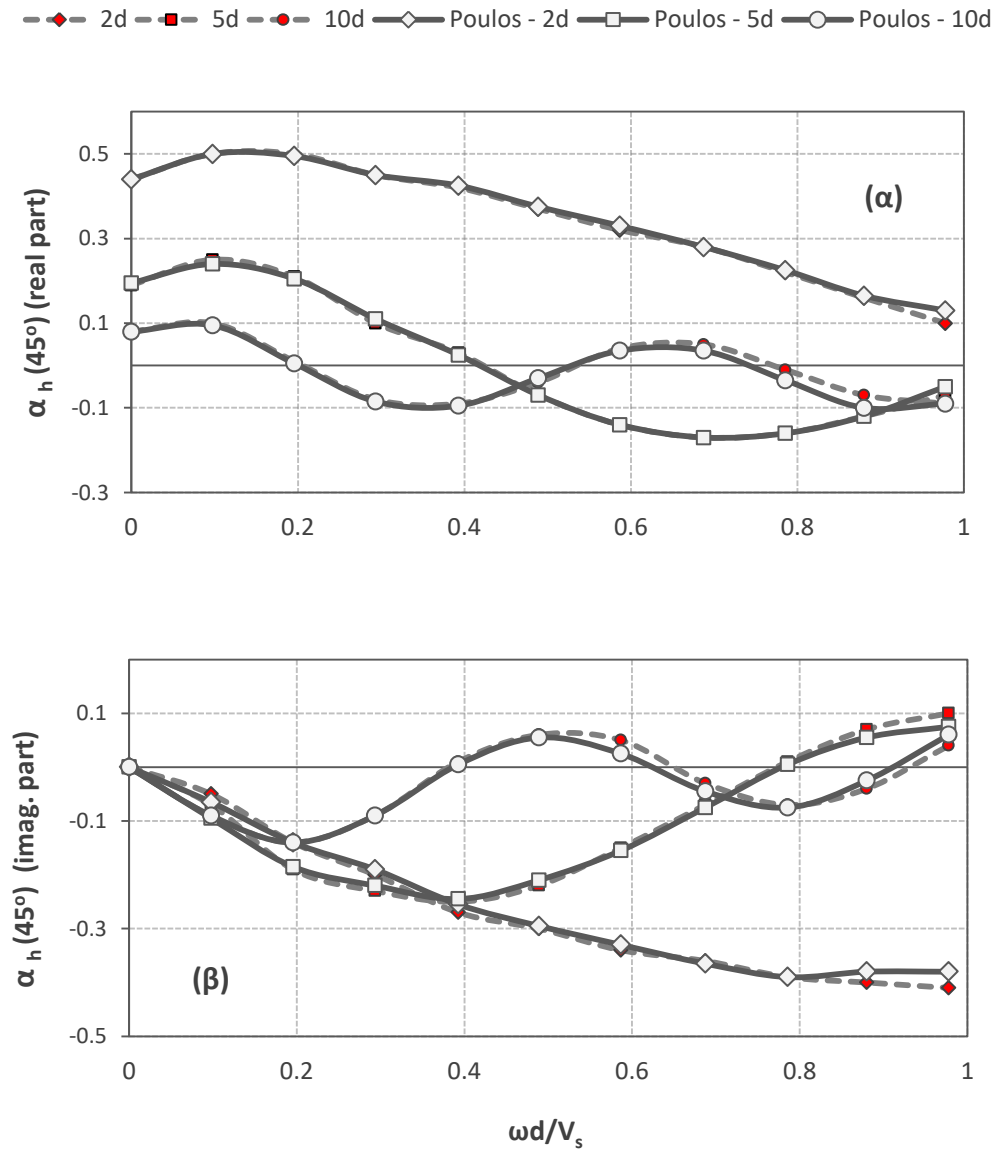 2d 5d 10d Poulos - 2d Poulos - 5d Poulos - 10d
0.5
0.3
0.1
-0.1
-0.3
α h (45º) (real part)
(α)
0 0.2 0.4 0.6 0.8 1
0.1
-0.1
-0.3
-0.5
α h (45º) (imag. part)
(β)
0 0.2 0.4 0.6 0.8 1
ωd/Vs